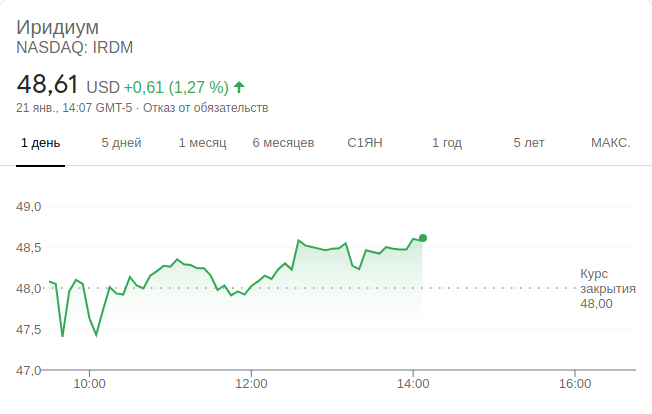 Иридиум
NASDAQ: IRDM
48,61 USD +0,61 (1,27 %)
21 янв., 14:07 GMT-5 · Отказ от обязательств
1 день 5 дней 1 месяц 6 месяцев С1ЯН 1 год 5 лет МАКС.
49,0
48,5
48,0
47,5
47,0
Курс
закрытия
48,00
10:00 12:00 14:00 16:00